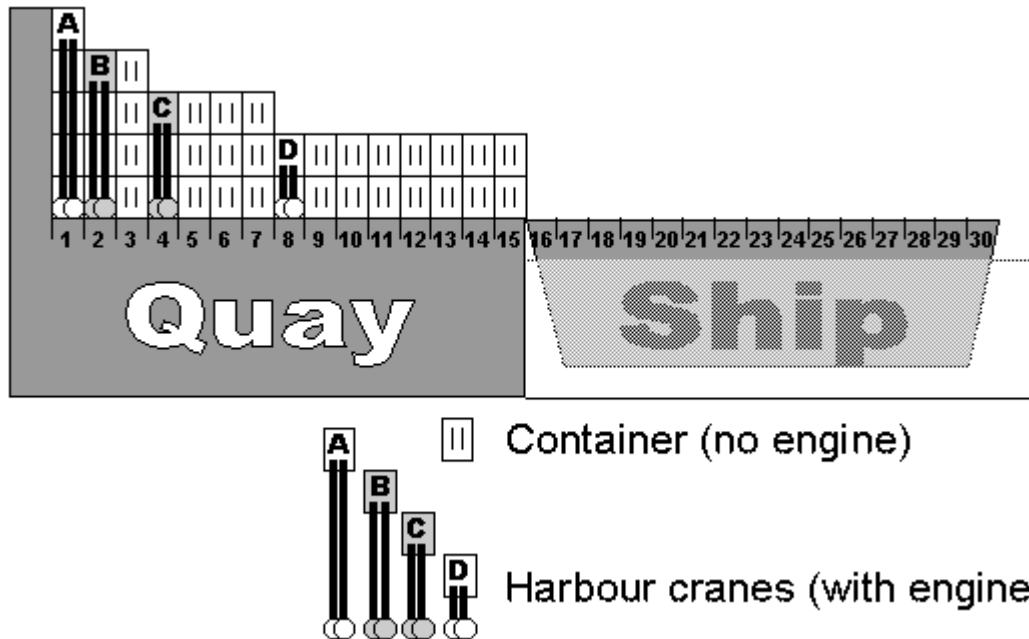 A
B
C
D
1 2 3 4 5 6 7 8 9 10 11 12 13 14 15 16 17 18 19 20 21 22 23 24 25 26 27 28 29 30
Quay Ship
A Container (no engine)
B
C
D Harbour cranes (with engine